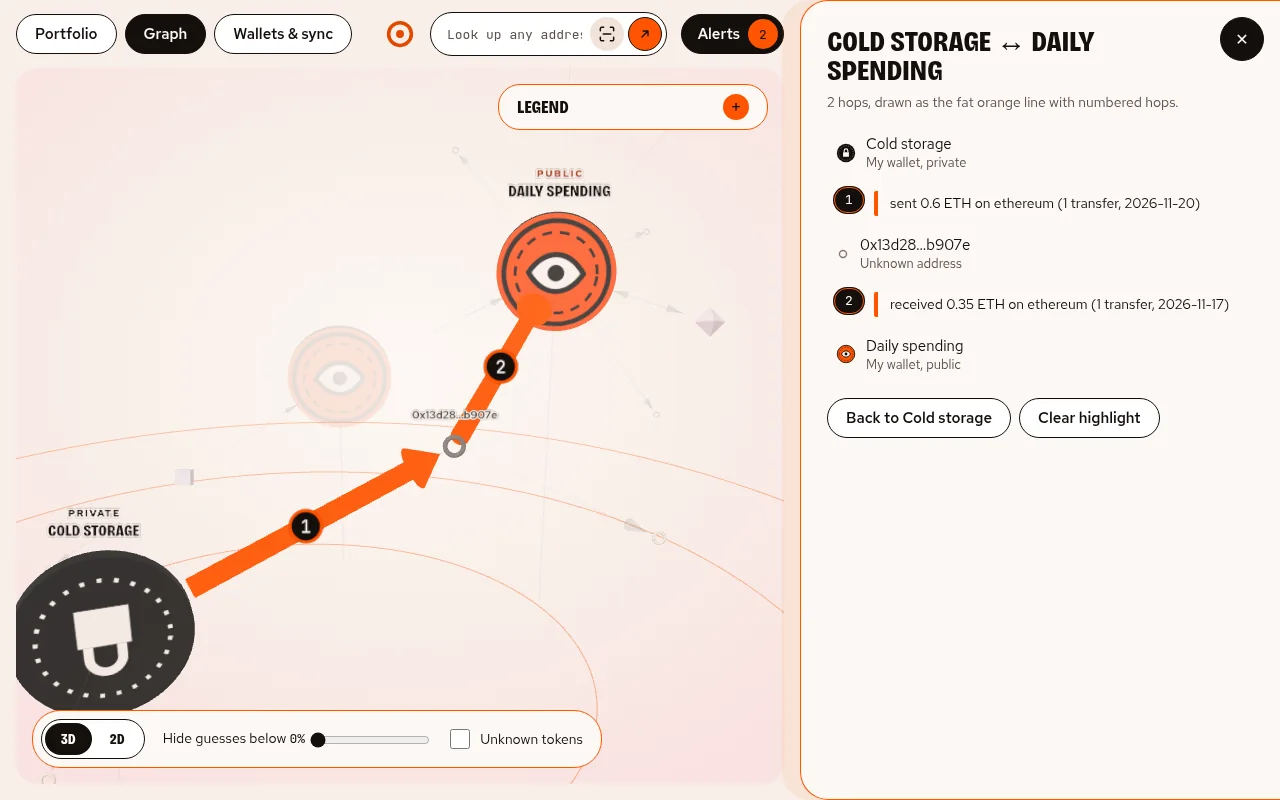 Portfolio
Graph
Wallets & sync
Look up any addre
Alerts 2
LEGEND +
PUBLIC
DAILY SPENDING
2
0x13d28...b907e
1
PRIVATE
COLD STORAGE
3D 2D
Hide guesses below 0%
Unknown tokens
COLD STORAGE ↔ DAILY
SPENDING
2 hops, drawn as the fat orange line with numbered hops.
Cold storage
My wallet, private
1 sent 0.6 ETH on ethereum (1 transfer, 2026-11-20)
0x13d28...b907e
Unknown address
2 received 0.35 ETH on ethereum (1 transfer, 2026-11-17)
Daily spending
My wallet, public
Back to Cold storage
Clear highlight